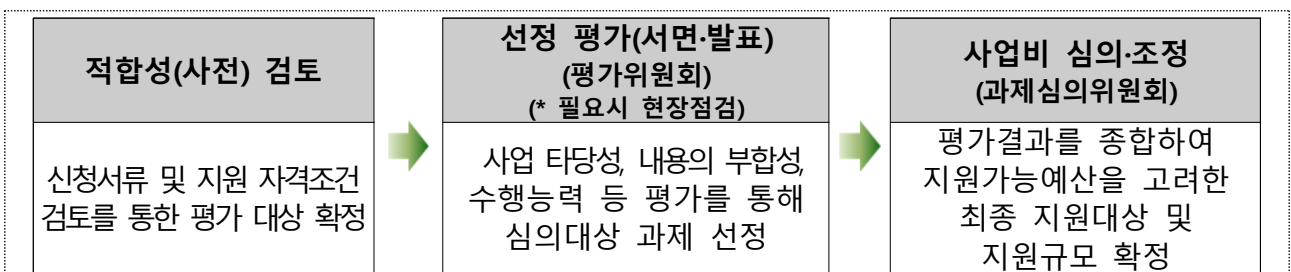 적합성(사전) 검토
신청서류 및 지원 자격조건
검토를 통한 평가 대상 확정
선정 평가(서면·발표)
(평가위원회)
(* 필요시 현장점검)
사업 타당성, 내용의 부합성,
수행능력 등 평가를 통해
심의대상 과제 선정
사업비 심의·조정
(과제심의위원회)
평가결과를 종합하여
지원가능예산을 고려한
최종 지원대상 및
지원규모 확정